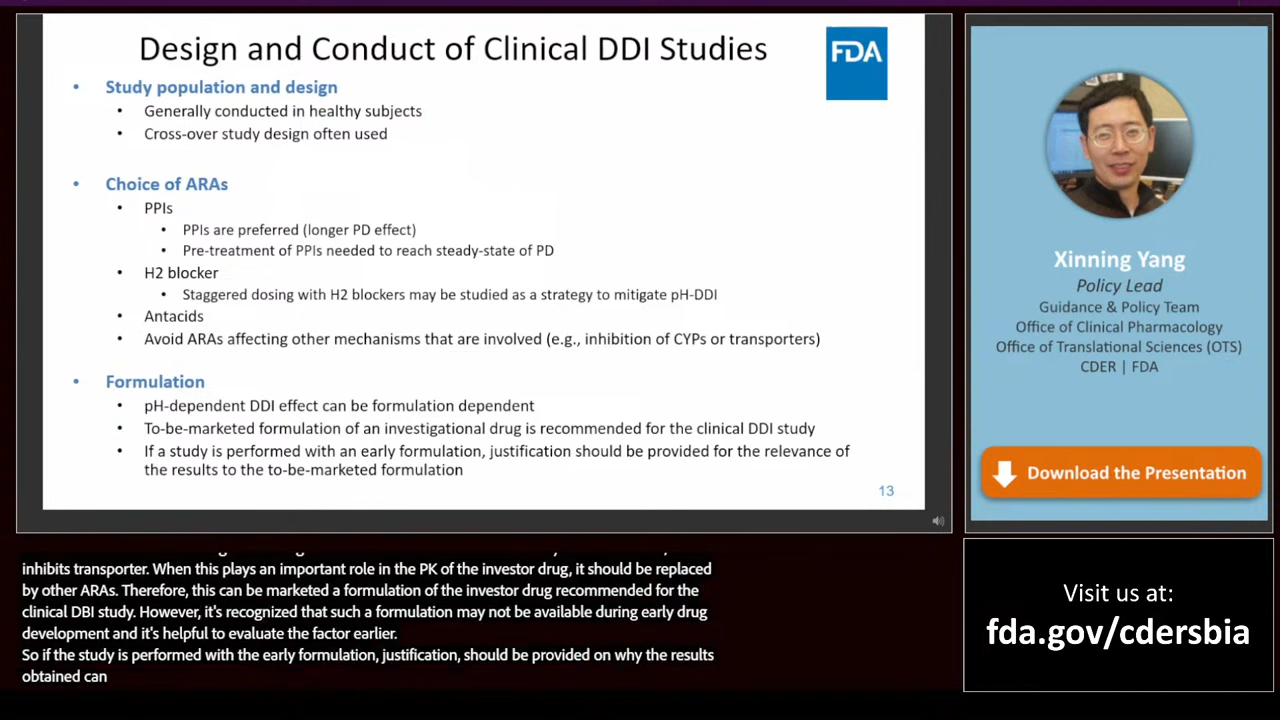 Design and Conduct of Clinical DDI Studies
FDA
• Study population and design
• Generally conducted in healthy subjects
• Cross-over study design often used
• Choice of ARAs
• PPIs
• PPIs are preferred (longer PD effect)
• Pre-treatment of PPIs needed to reach steady-state of PD
• H2 blocker
• Staggered dosing with H2 blockers may be studied as a strategy to mitigate pH-DDI
• Antacids
• Avoid ARAs affecting other mechanisms that are involved (e.g., inhibition of CYPs or transporters)
• Formulation
• pH-dependent DDI effect can be formulation dependent
• To-be-marketed formulation of an investigational drug is recommended for the clinical DDI study
• If a study is performed with an early formulation, justification should be provided for the relevance of
the results to the to-be-marketed formulation
13
Xinning Yang
Policy Lead
Guidance & Policy Team
Office of Clinical Pharmacology
Office of Translational Sciences (OTS)
CDER | FDA
Download the Presentation
inhibits transporter. When this plays an important role in the PK of the investor drug, it should be replaced
by other ARAs. Therefore, this can be marketed a formulation of the investor drug recommended for the
clinical DBI study. However, it's recognized that such a formulation may not be available during early drug
development and it's helpful to evaluate the factor earlier.
So if the study is performed with the early formulation, justification, should be provided on why the results
obtained can
Visit us at:
fda.gov/cdersbia